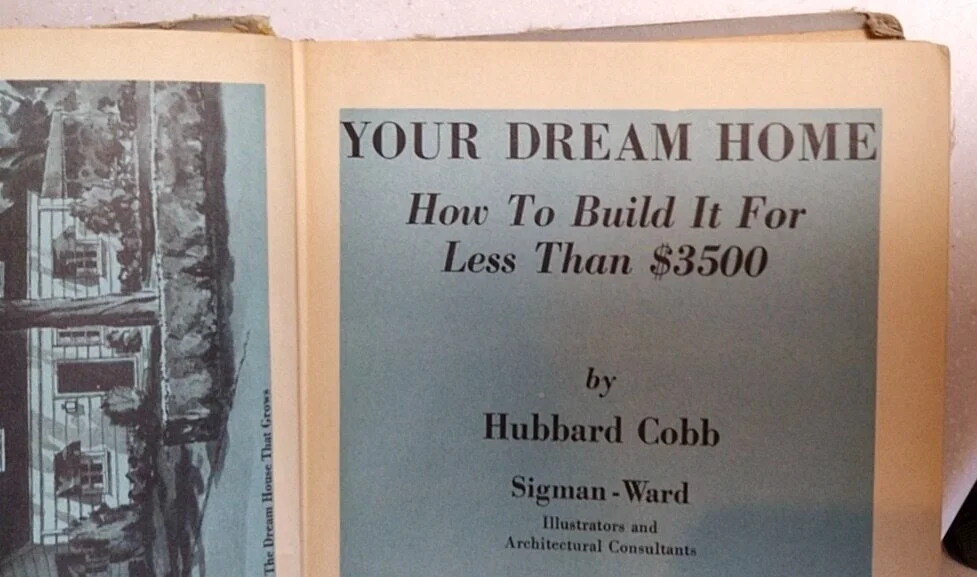 The Dream House That Grows
YOUR DREAM HOME
How To Build It For
Less Than $3500
by
Hubbard Cobb
Sigman-Ward
Illustrators and
Architectural Consultants